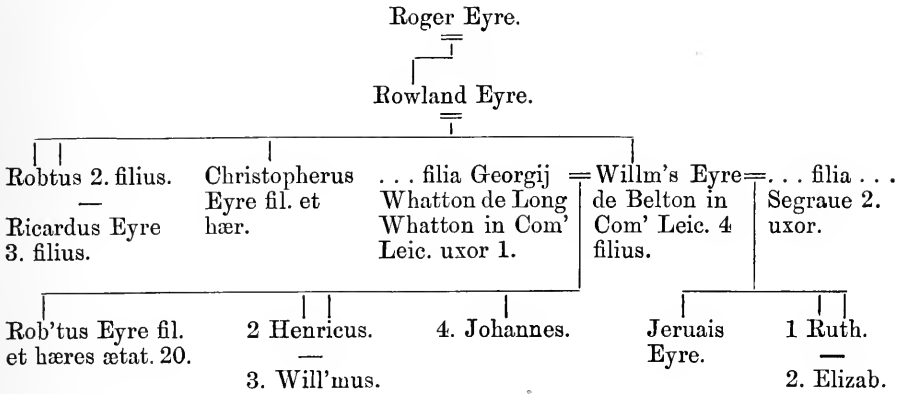 Roger Eyre.
Rowland Eyre.
Robtus 2. filius.
—
Ricardus Eyre
3. filius.
Christopherus
Eyre fil. et
hær.
. . . filia Georgij
Whatton de Long
Whatton in Com’
Leic. uxor 1.
=Willm’s Eyre=
de Belton in
Com’ Leic. 4
filius.
. . . filia . . .
Segraue 2.
uxor.
Rob’tus Eyre fil.
et hæres ætat. 20.
2 Henricus.
—
3. Will’mus.
4. Johannes.
Jeruais
Eyre.
1 Ruth.
—
2. Elizab.